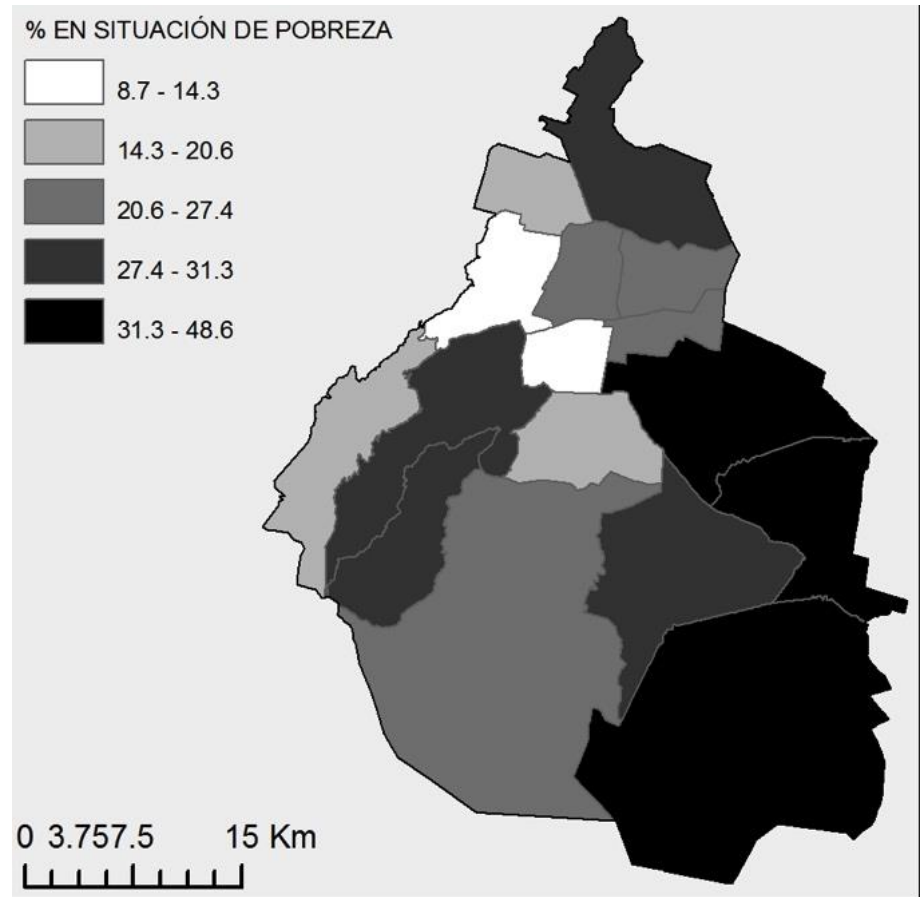 % EN SITUACIÓN DE POBREZA
8.7 - 14.3
14.3 - 20.6
20.6 - 27.4
27.4 - 31.3
31.3 - 48.6
0 3.757.5 15 Km